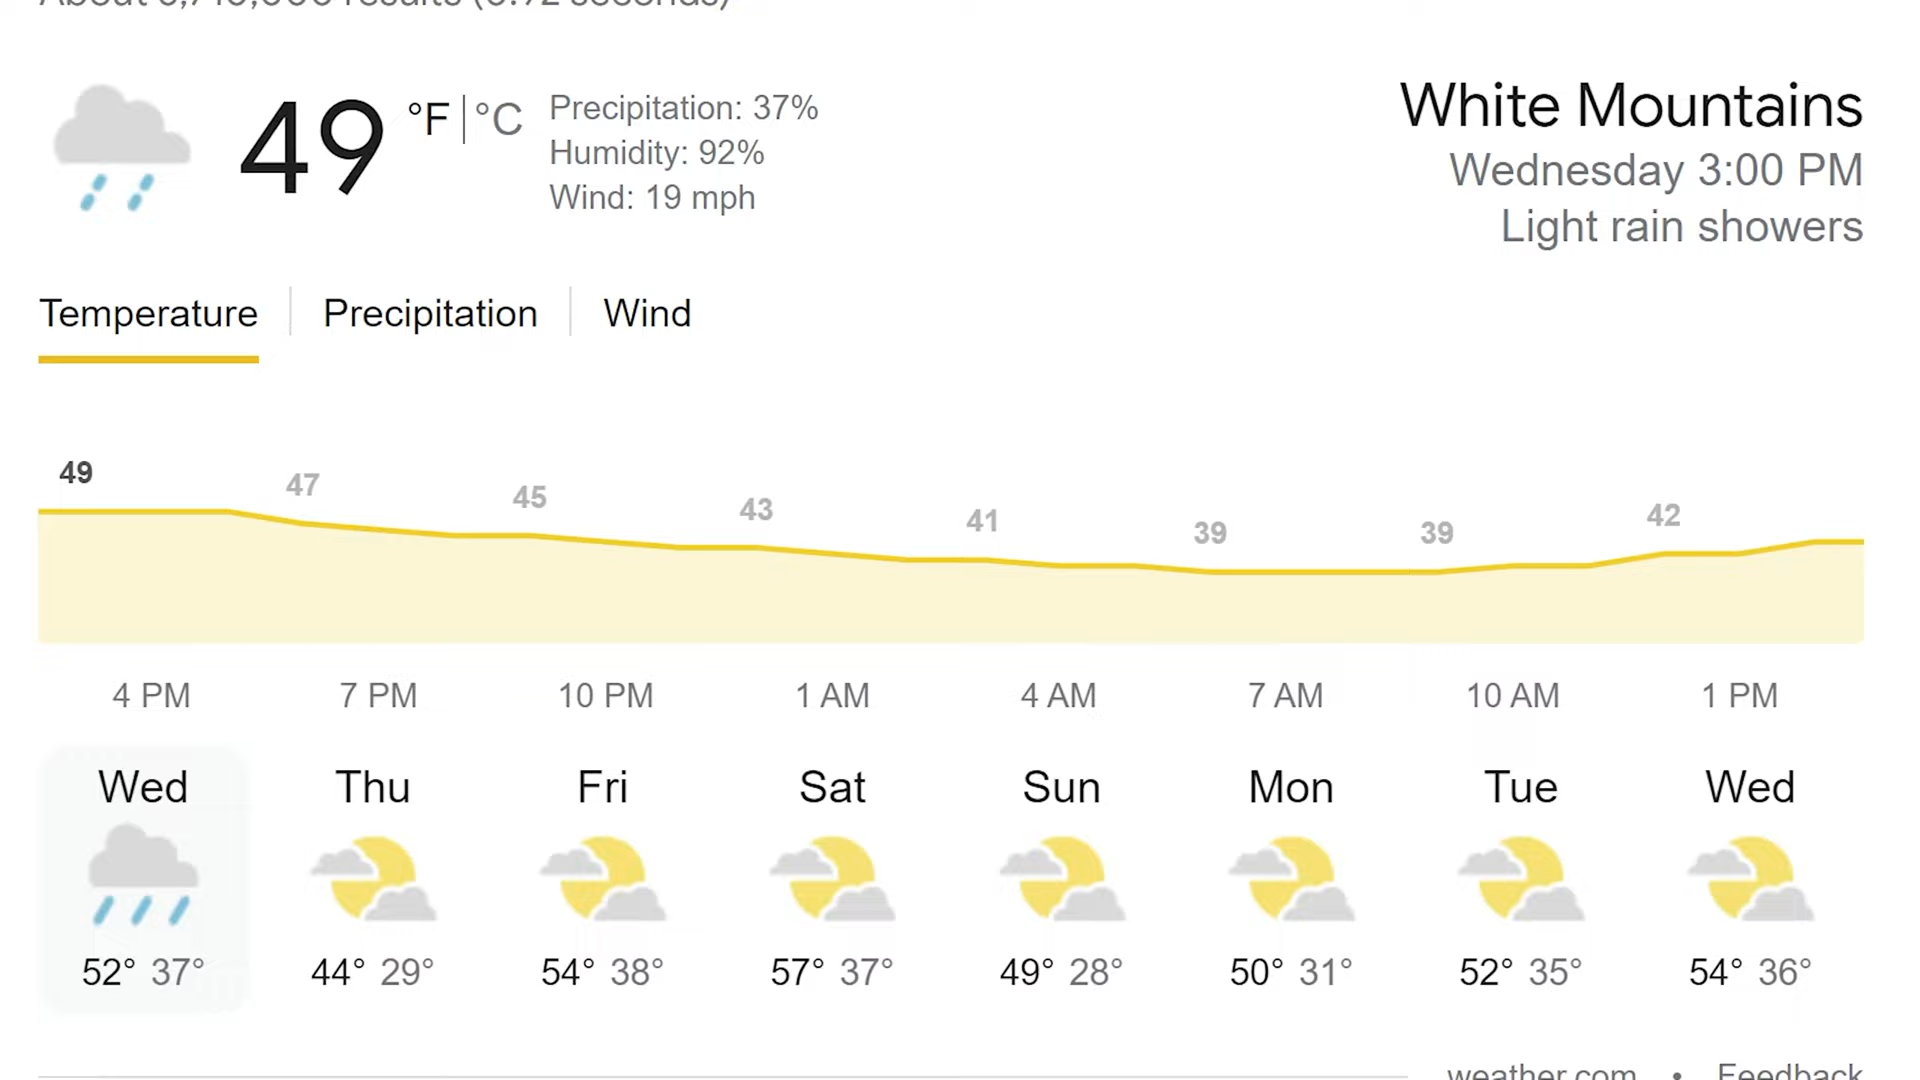 49 °F | °C
Precipitation: 37%
Humidity: 92%
Wind: 19 mph
White Mountains
Wednesday 3:00 PM
Light rain showers
Temperature | Precipitation | Wind
49 47 45 43 41 39 39 42
4 PM 7 PM 10 PM 1 AM 4 AM 7 AM 10 AM 1 PM
Wed Thu Fri Sat Sun Mon Tue Wed
52° 37° 44° 29° 54° 38° 57° 37° 49° 28° 50° 31° 52° 35° 54° 36°
weather.com • Feedback